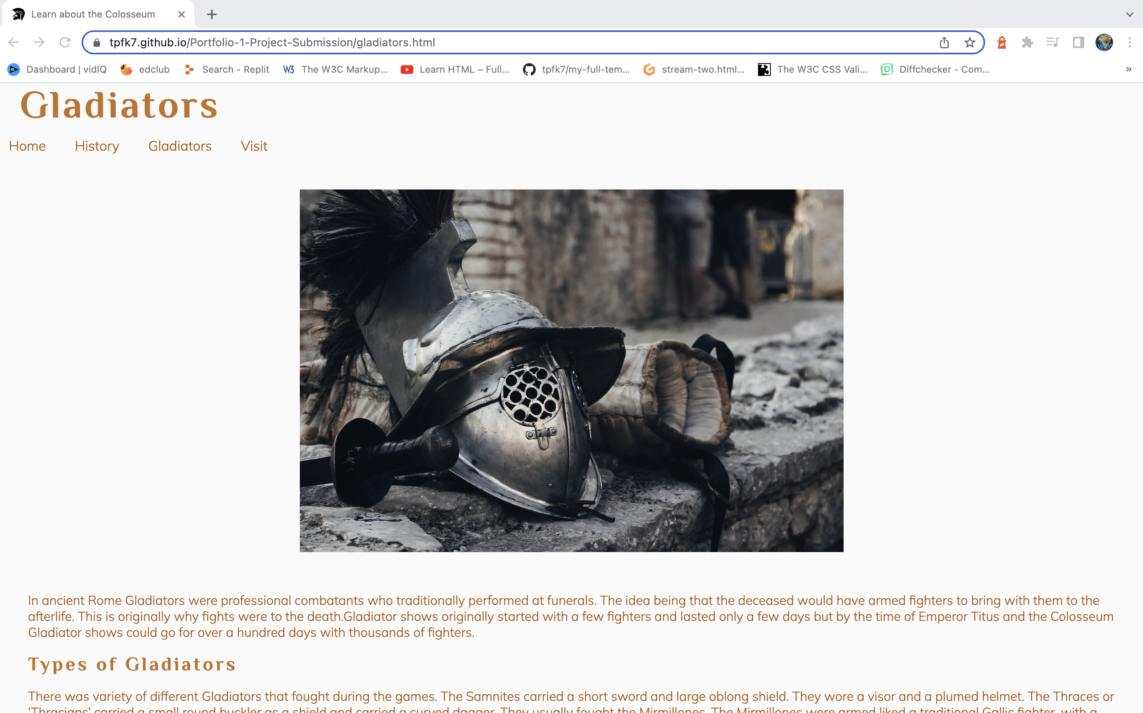 Learn about the Colosseum
tpfk7.github.io/Portfolio-1-Project-Submission/gladiators.html
Dashboard | vidIQ edclub Search - Replit W3 The W3C Markup... Learn HTML – Full... tpfk7/my-full-tem... stream-two.html... The W3C CSS Vali... Diffchecker - Com... »
Gladiators
Home History Gladiators Visit
In ancient Rome Gladiators were professional combatants who traditionally performed at funerals. The idea being that the deceased would have armed fighters to bring with them to the
afterlife. This is originally why fights were to the death.Gladiator shows originally started with a few fighters and lasted only a few days but by the time of Emperor Titus and the Colosseum
Gladiator shows could go for over a hundred days with thousands of fighters.
Types of Gladiators
There was variety of different Gladiators that fought during the games. The Samnites carried a short sword and large oblong shield. They wore a visor and a plumed helmet. The Thraces or
'Thracians' carried a small round buckler as a shield and carried a curved dagger. They usually fought the Mirmillones. The Mirmillones were armed liked a traditional Gallic fighter, with a